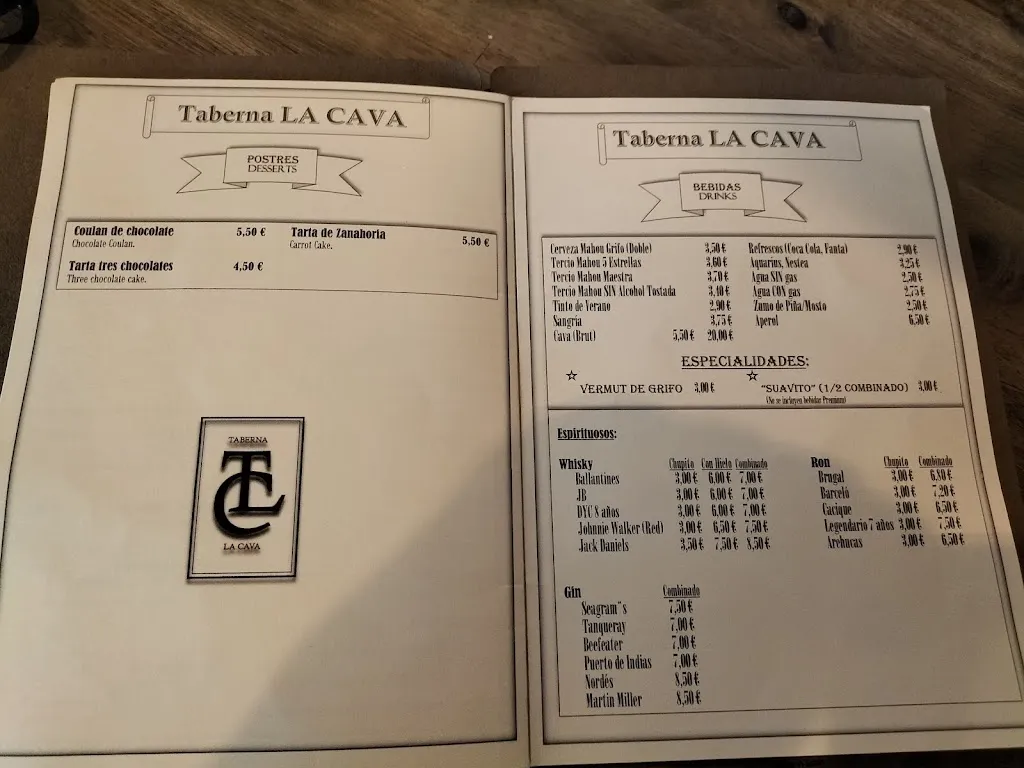 Taberna LA CAVA
POSTRES
DESSERTS
Coulan de chocolate 5,50 €
Chocolate Coulan.
Tarta de Zanahoria 5,50 €
Carrot Cake.
Tarta tres chocolates 4,50 €
Three chocolate cake.
TABERNA
TLC
LA CAVA
Taberna LA CAVA
BEBIDAS
DRINKS
Cerveza Mahou Grifo (Doble) 3,50 €
Tercio Mahou 5 Estrellas 3,60 €
Tercio Mahou Maestra 3,70 €
Tercio Mahou SIN Alcohol Tostada 3,40 €
Tinto de Verano 2,90 €
Sangria 3,75 €
Cava (Brut) 5,50 € 20,00 €
Refrescos (Coca Cola, Fanta) 2,90 €
Aquarius, Nestea 3,25 €
Agua SIN gas 2,50 €
Agua CON gas 2,75 €
Zumo de Piña/Mosto 2,50 €
Aperol 6,50 €
ESPECIALIDADES:
VERMUT DE GRIFO 3,00 €
"SUAVITO" (1/2 COMBINADO) 3,00 €
(No se incluyen bebidas Premium)
Espirituosos:
Whisky Chupito Con Hielo Combinado
Ballantines 3,00 € 6,00 € 7,00 €
JB 3,00 € 6,00 € 7,00 €
DYC 8 años 3,00 € 6,00 € 7,00 €
Johnnie Walker (Red) 3,00 € 6,50 € 7,50 €
Jack Daniels 3,50 € 7,50 € 8,50 €
Ron Chupito Combinado
Brugal 3,00 € 6,80 €
Barceló 3,00 € 7,20 €
Cacique 3,00 € 6,50 €
Legendario 7 años 3,00 € 7,50 €
Arehucas 3,00 € 6,50 €
Gin Combinado
Seagram"s 7,50 €
Tanqueray 7,00 €
Beefeater 7,00 €
Puerto de Indias 7,00 €
Nordés 8,50 €
Martin Miller 8,50 €